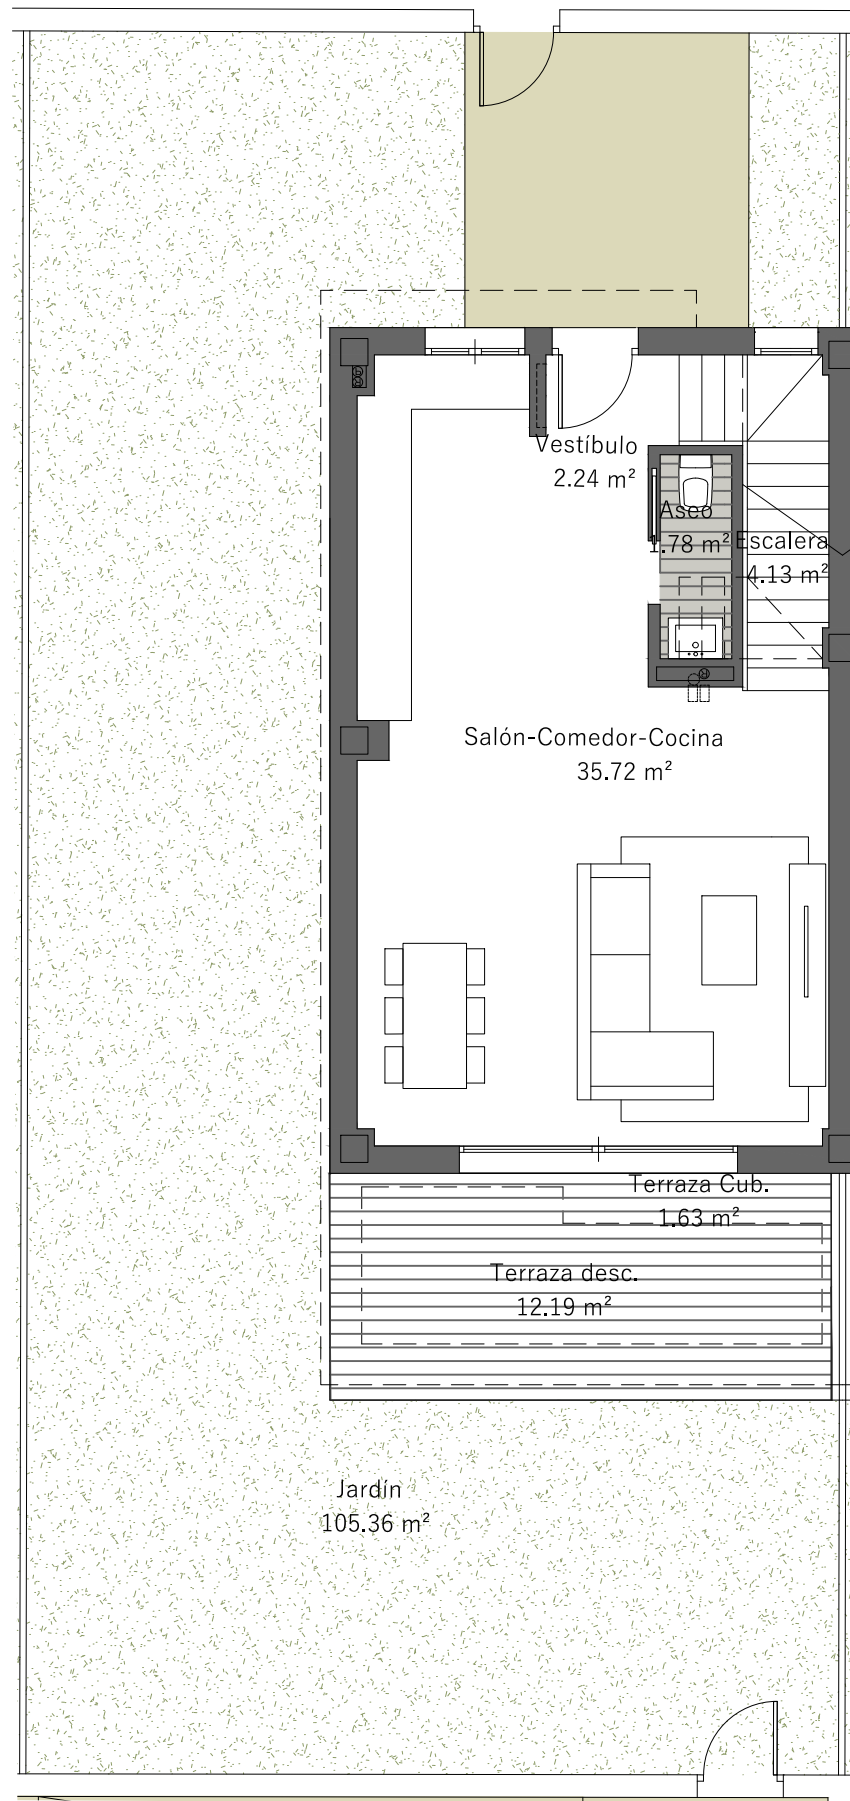 Vestíbulo
2.24 m²
Aseo
1.78 m²
Escalera
4.13 m²
Salón-Comedor-Cocina
35.72 m²
Terraza Cub.
1.63 m²
Terraza desc.
12.19 m²
Jardín
105.36 m²